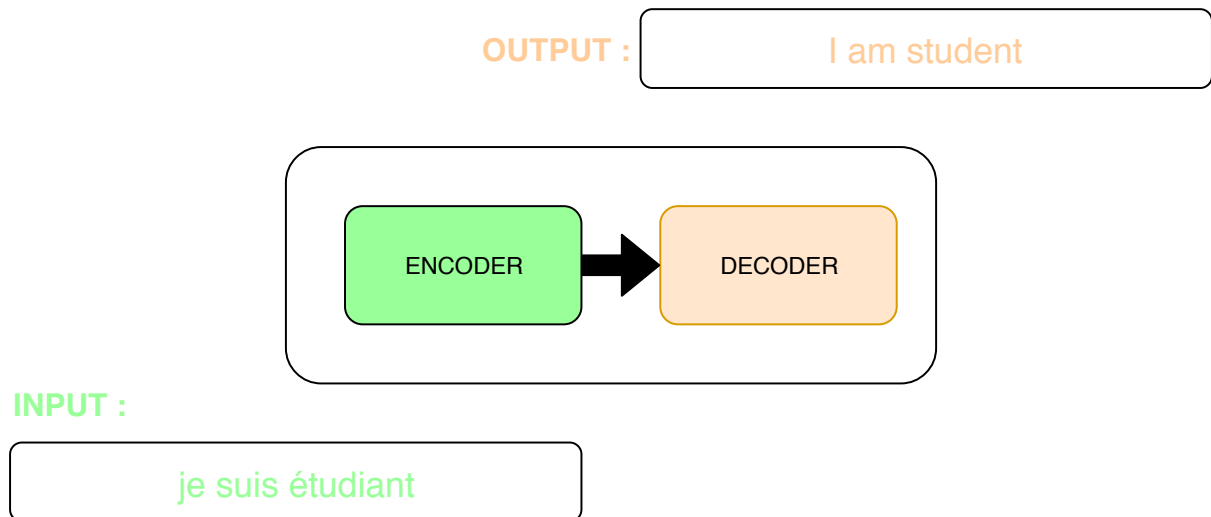 OUTPUT : I am student
ENCODER DECODER
INPUT :
je suis étudiant